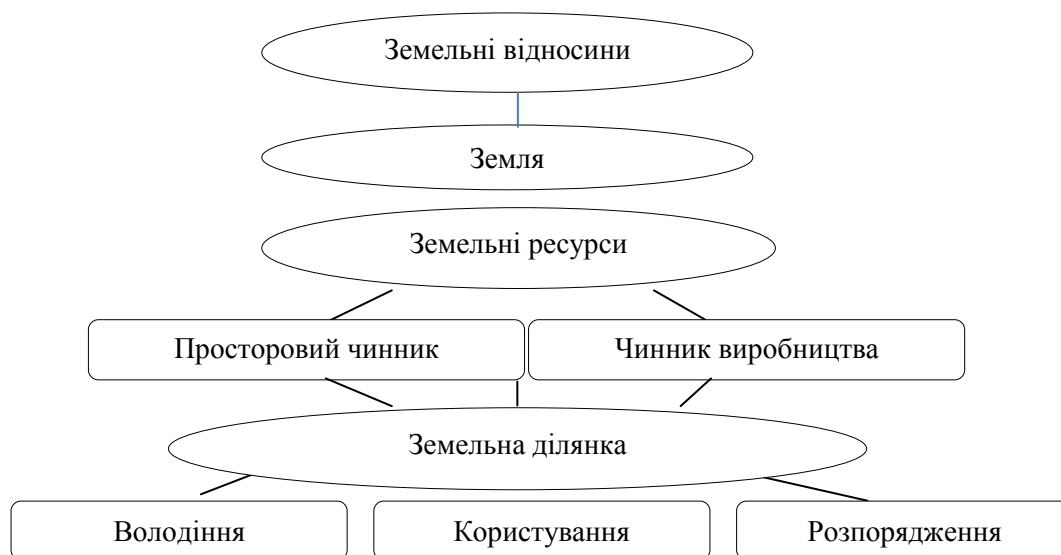 Земельні відносини
Земля
Земельні ресурси
Просторовий чинник
Чинник виробництва
Земельна ділянка
Володіння
Користування
Розпорядження